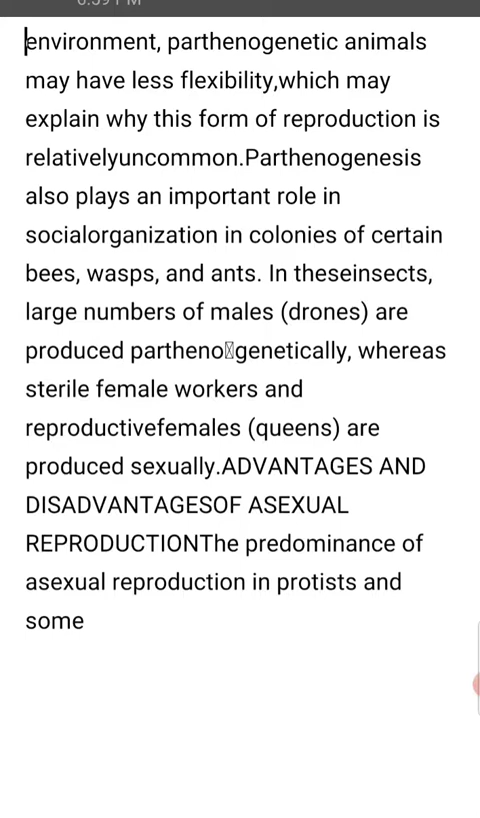 environment, parthenogenetic animals
may have less flexibility,which may
explain why this form of reproduction is
relativelyuncommon.Parthenogenesis
also plays an important role in
socialorganization in colonies of certain
bees, wasps, and ants. In theseinsects,
large numbers of males (drones) are
produced partheno genetically, whereas
sterile female workers and
reproductivefemales (queens) are
produced sexually.ADVANTAGES AND
DISADVANTAGESOF ASEXUAL
REPRODUCTIONThe predominance of
asexual reproduction in protists and
some